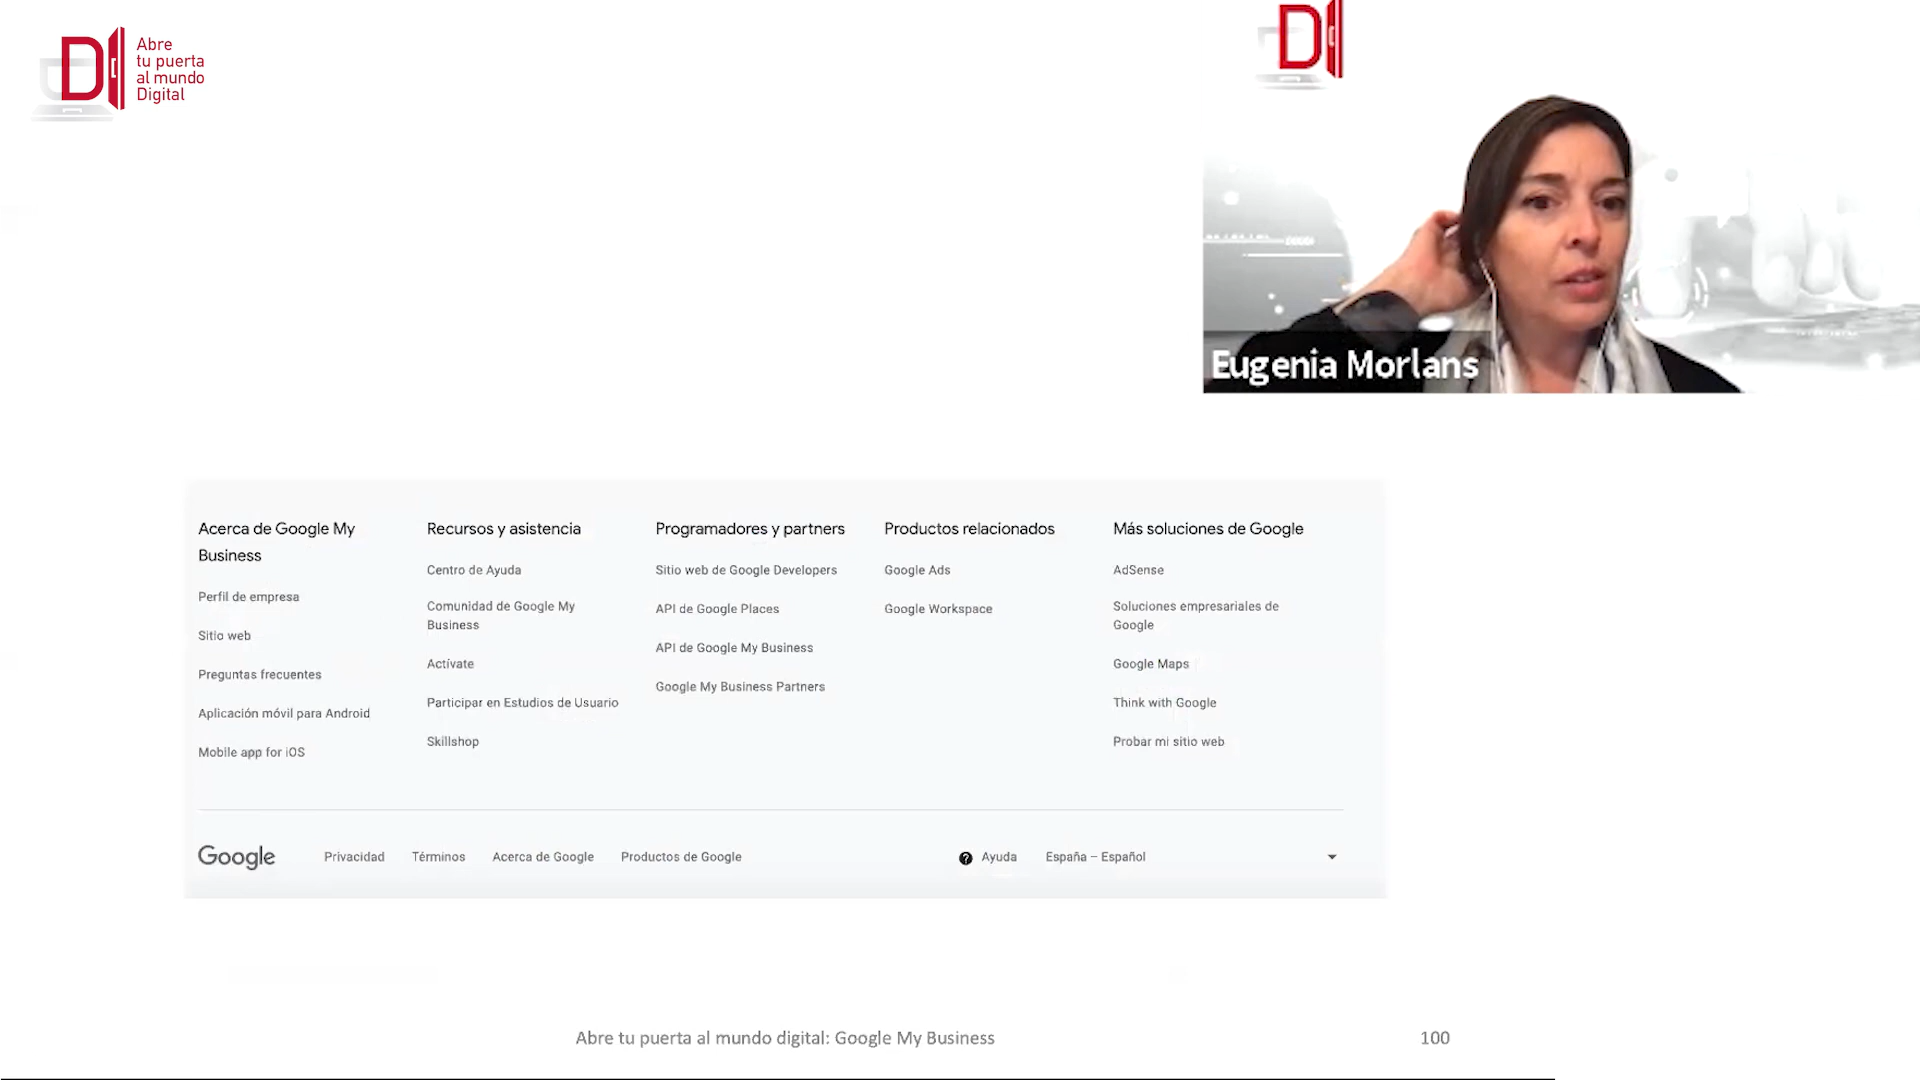 Abre
tu puerta
al mundo
Digital
D
D
Eugenia Morlans
Acerca de Google My
Business
Perfil de empresa
Sitio web
Preguntas frecuentes
Aplicación móvil para Android
Mobile app for iOS
Recursos y asistencia
Centro de Ayuda
Comunidad de Google My
Business
Actívate
Participar en Estudios de Usuario
Skillshop
Programadores y partners
Sitio web de Google Developers
API de Google Places
API de Google My Business
Google My Business Partners
Productos relacionados
Google Ads
Google Workspace
Más soluciones de Google
AdSense
Soluciones empresariales de
Google
Google Maps
Think with Google
Probar mi sitio web
Google
Privacidad
Términos
Acerca de Google
Productos de Google
? Ayuda
España – Español
Abre tu puerta al mundo digital: Google My Business
100